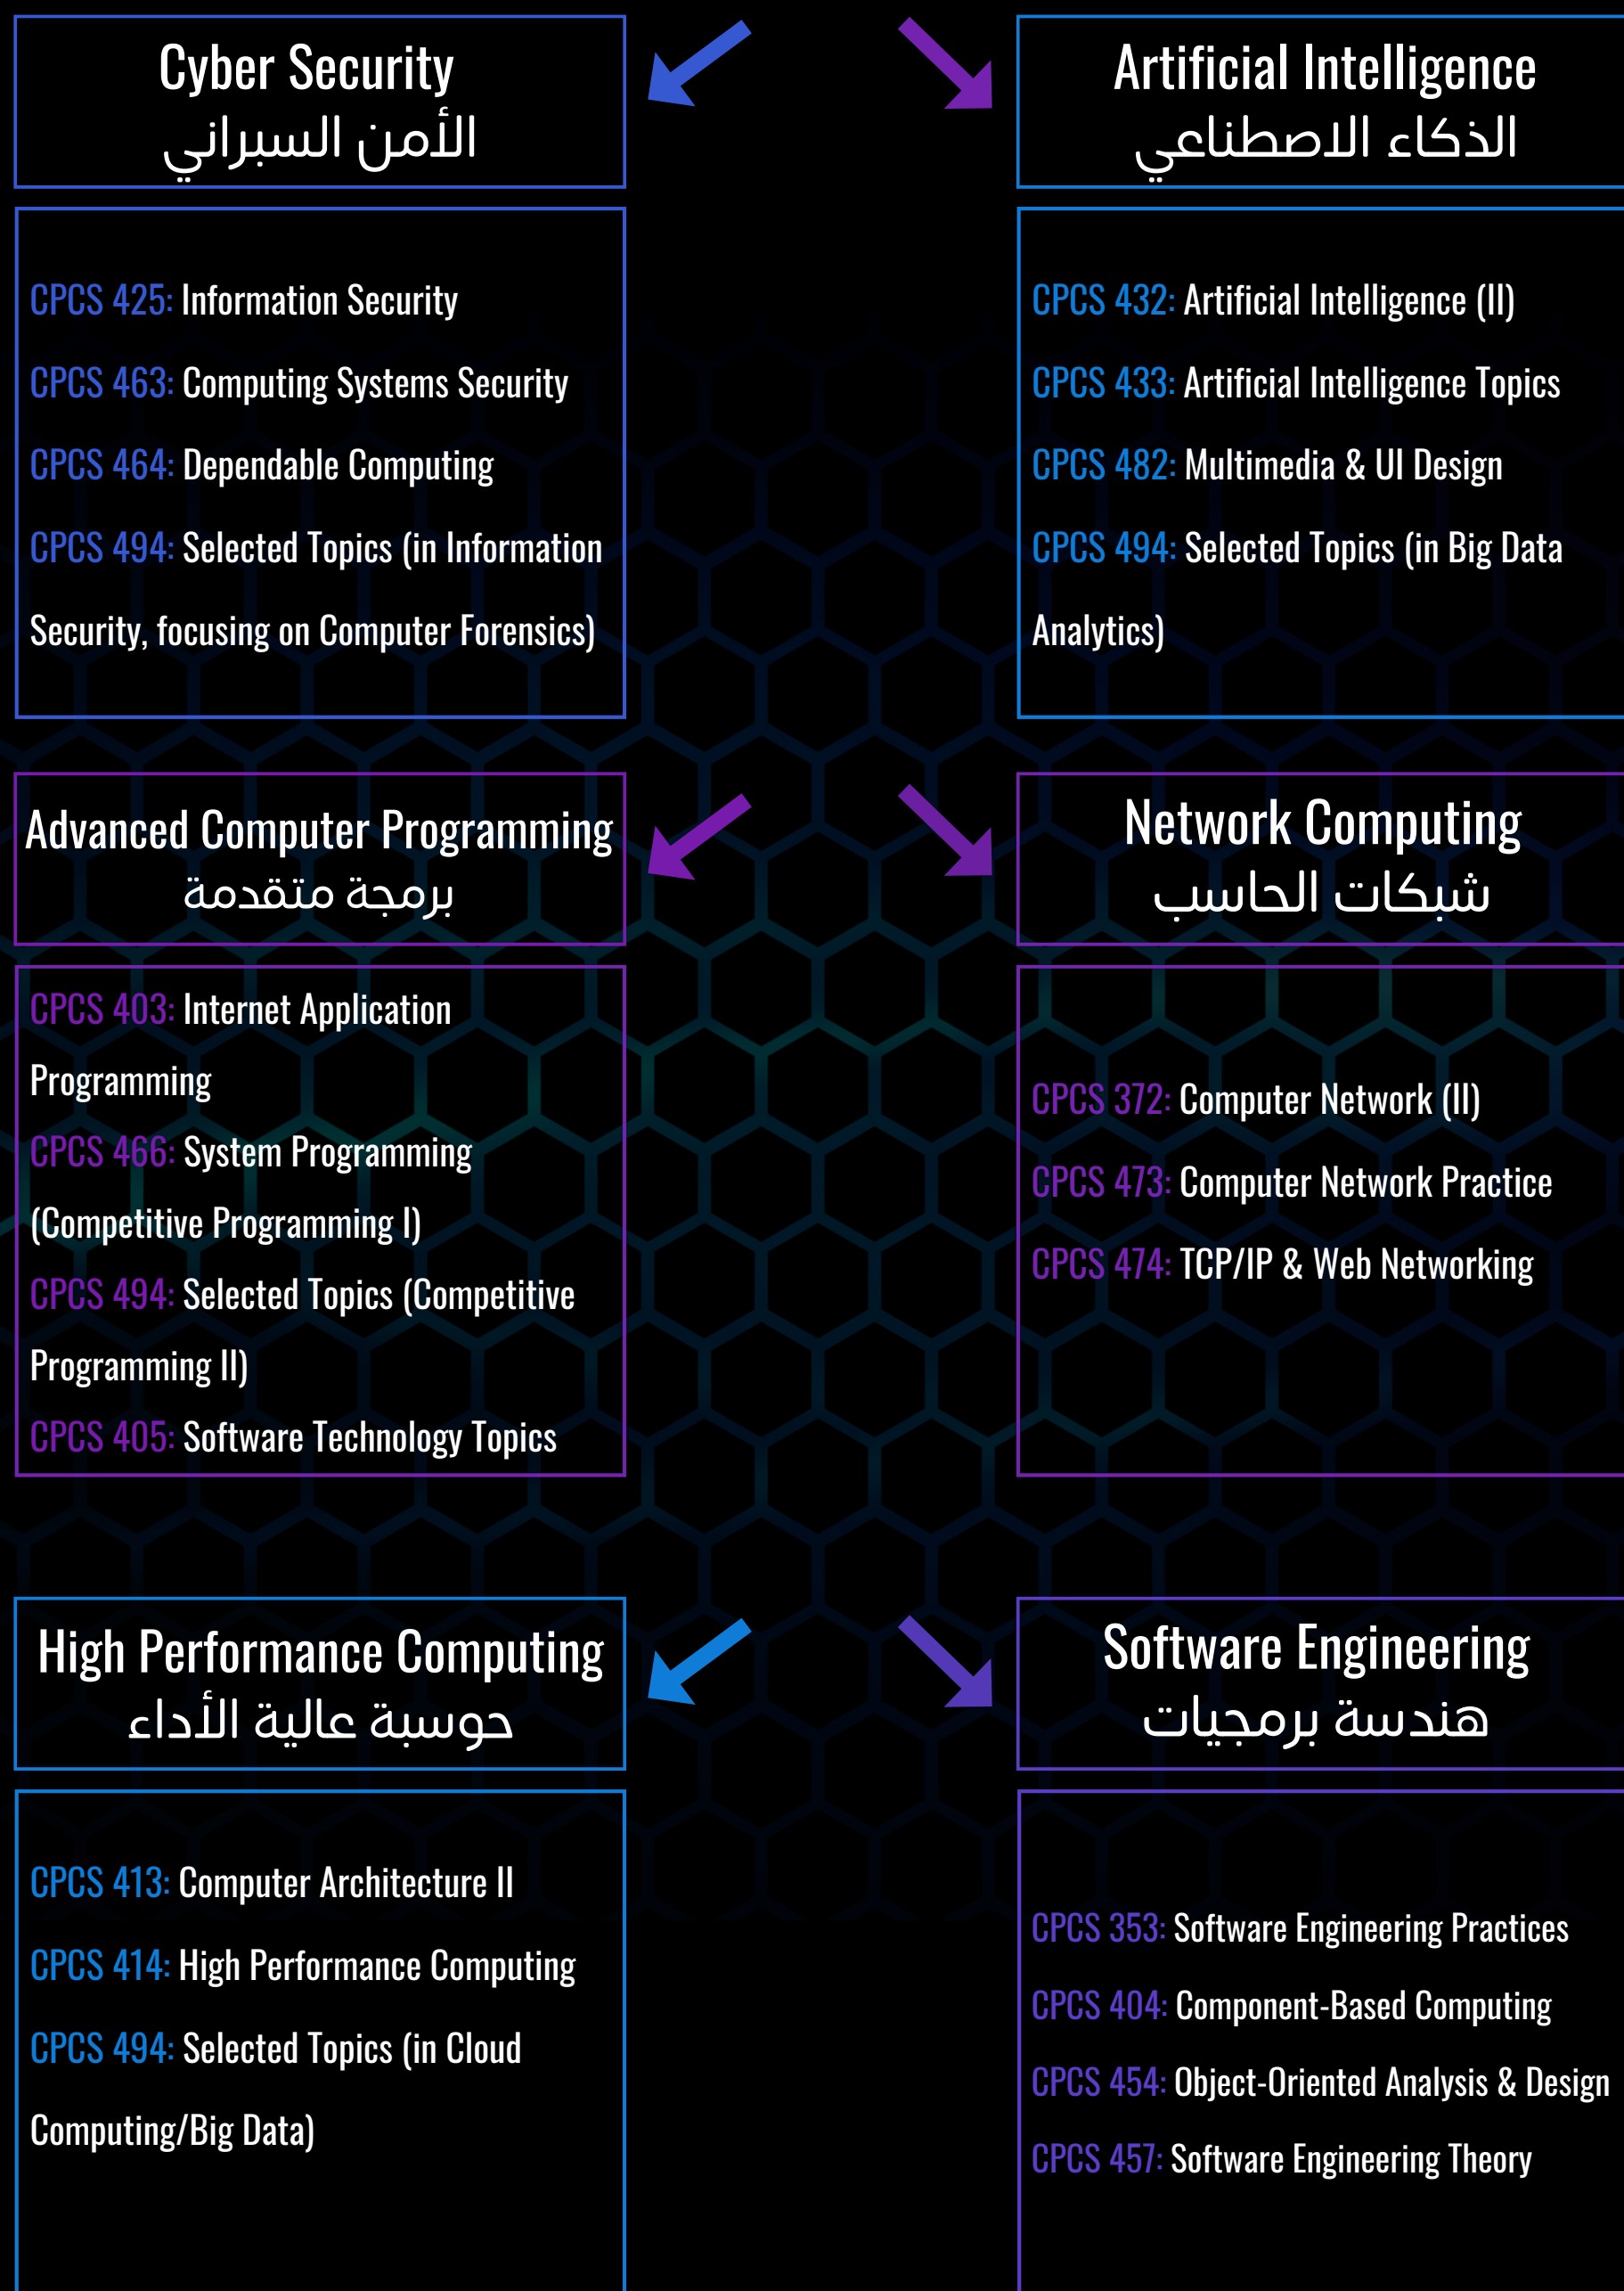 Cyber Security
الأمن السبراني
CPCS 425: Information Security
CPCS 463: Computing Systems Security
CPCS 464: Dependable Computing
CPCS 494: Selected Topics (in Information
Security, focusing on Computer Forensics)
Artificial Intelligence
الذكاء الاصطناعي
CPCS 432: Artificial Intelligence (II)
CPCS 433: Artificial Intelligence Topics
CPCS 482: Multimedia & UI Design
CPCS 494: Selected Topics (in Big Data
Analytics)
Advanced Computer Programming
برمجة متقدمة
CPCS 403: Internet Application
Programming
CPCS 466: System Programming
(Competitive Programming I)
CPCS 494: Selected Topics (Competitive
Programming II)
CPCS 405: Software Technology Topics
Network Computing
شبكات الحاسب
CPCS 372: Computer Network (II)
CPCS 473: Computer Network Practice
CPCS 474: TCP/IP & Web Networking
High Performance Computing
حوسبة عالية الأداء
CPCS 413: Computer Architecture II
CPCS 414: High Performance Computing
CPCS 494: Selected Topics (in Cloud
Computing/Big Data)
Software Engineering
هندسة برمجيات
CPCS 353: Software Engineering Practices
CPCS 404: Component-Based Computing
CPCS 454: Object-Oriented Analysis & Design
CPCS 457: Software Engineering Theory